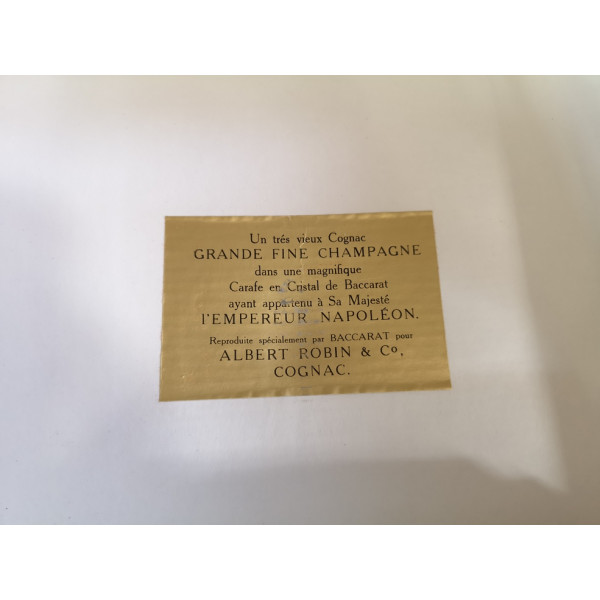 Un trés vieux Cognac
GRANDE FINE CHAMPAGNE
dans une magnifique
Carafe en Cristal de Baccarat
ayant appartenu à Sa Majesté
l'EMPEREUR NAPOLÉON.
Reproduite spécialement par BACCARAT pour
ALBERT ROBIN & Co,
COGNAC.